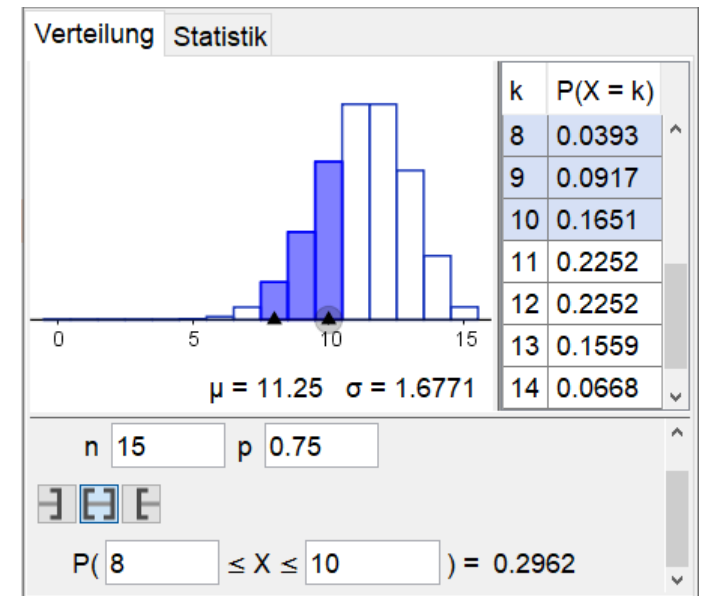 Verteilung Statistik
k P(X = k)
8 0.0393
9 0.0917
10 0.1651
11 0.2252
12 0.2252
13 0.1559
14 0.0668
0 5 10 15
μ = 11.25 σ = 1.6771
n 15 p 0.75
P( 8 ≤ X ≤ 10 ) = 0.2962